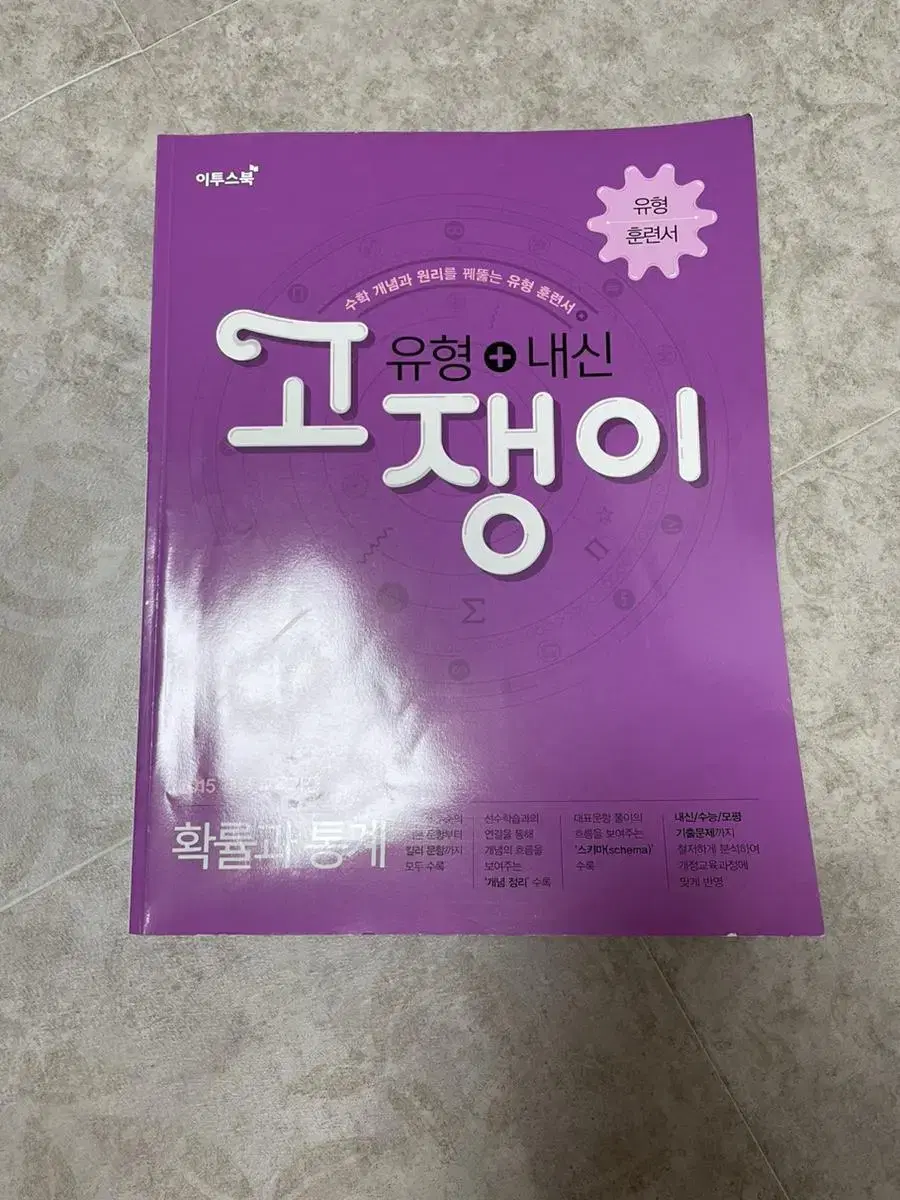 이투스북
유형
훈련서
수학 개념과 원리를 꿰뚫는 유형 훈련서
유형 + 내신
고쟁이
확률과 통계
문항부터
킬러 문항까지
모두 수록
선수학습과의
연결을 통해
개념의 흐름을
보여주는
'개념 정리' 수록
대표문항 풀이의
흐름을 보여주는
'스키마(schema)'
수록
내신/수능/모평
기출문제까지
철저하게 분석하여
개정교육과정에
맞게 반영